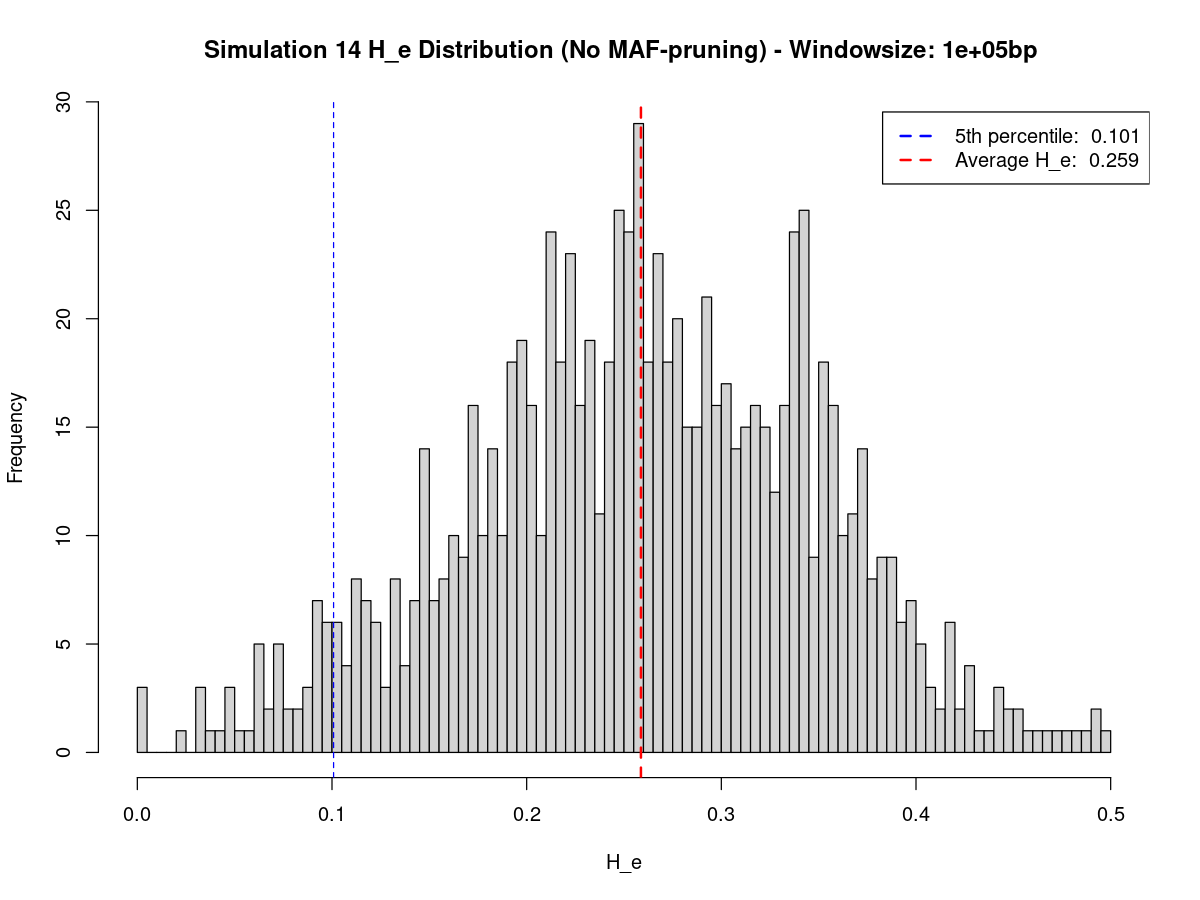 Simulation 14 H_e Distribution (No MAF-pruning) - Windowsize: 1e+05bp
5th percentile:  0.101
Average H_e:  0.259
Frequency
30
25
20
15
10
5
0
0.0 0.1 0.2 0.3 0.4 0.5
H_e